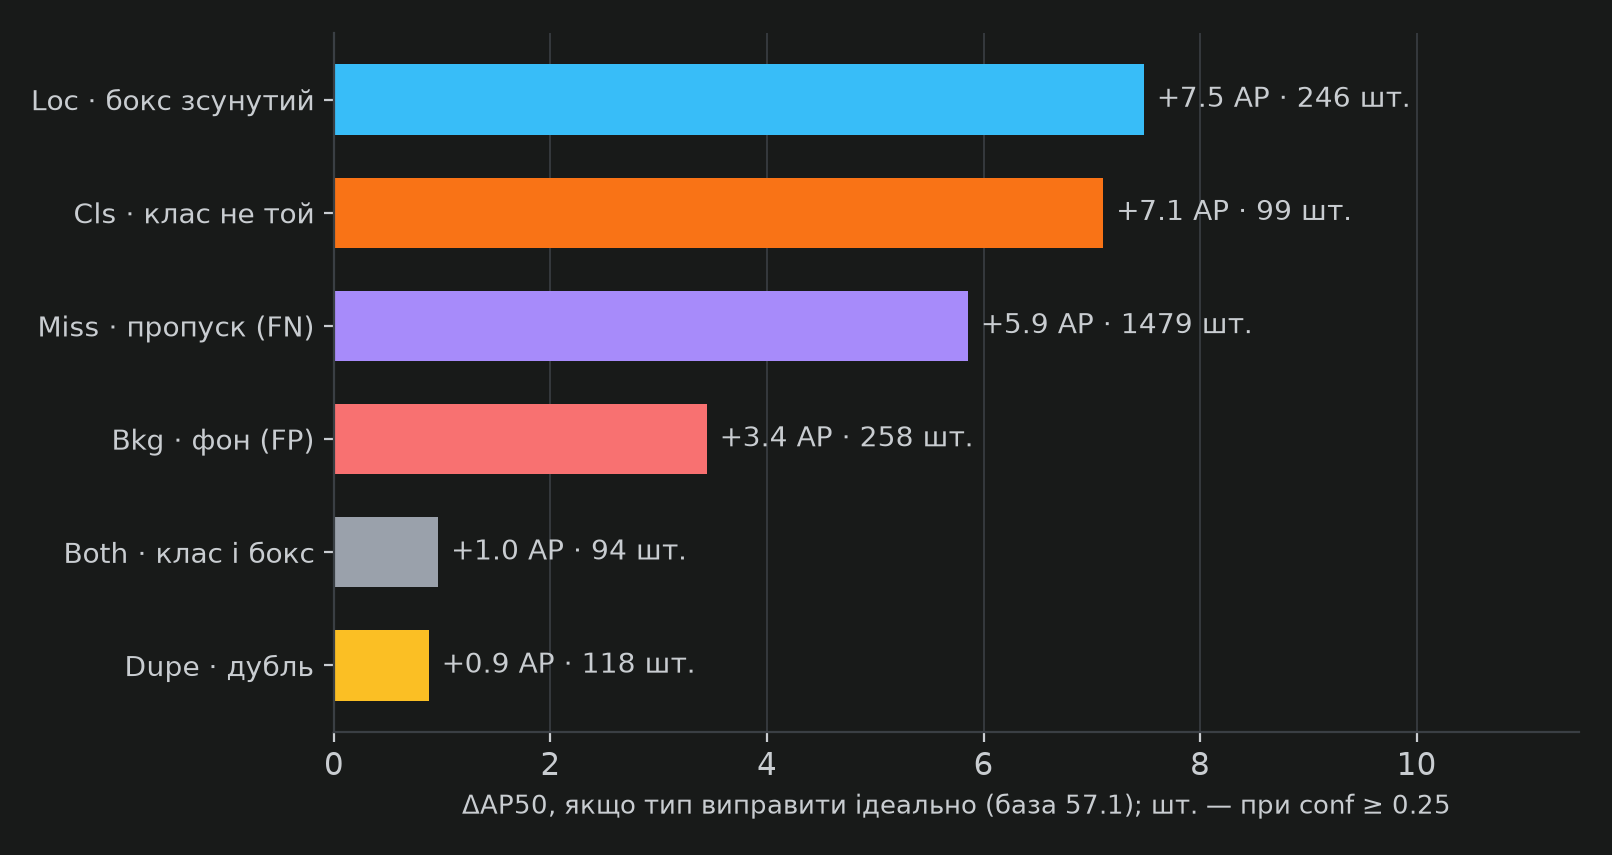 Loc · бокс зсунутий
+7.5 AP · 246 шт.
Cls · клас не той
+7.1 AP · 99 шт.
Miss · пропуск (FN)
+5.9 AP · 1479 шт.
Bkg · фон (FP)
+3.4 AP · 258 шт.
Both · клас і бокс
+1.0 AP · 94 шт.
Dupe · дубль
+0.9 AP · 118 шт.
0 2 4 6 8 10
ΔAP50, якщо тип виправити ідеально (база 57.1); шт. — при conf ≥ 0.25